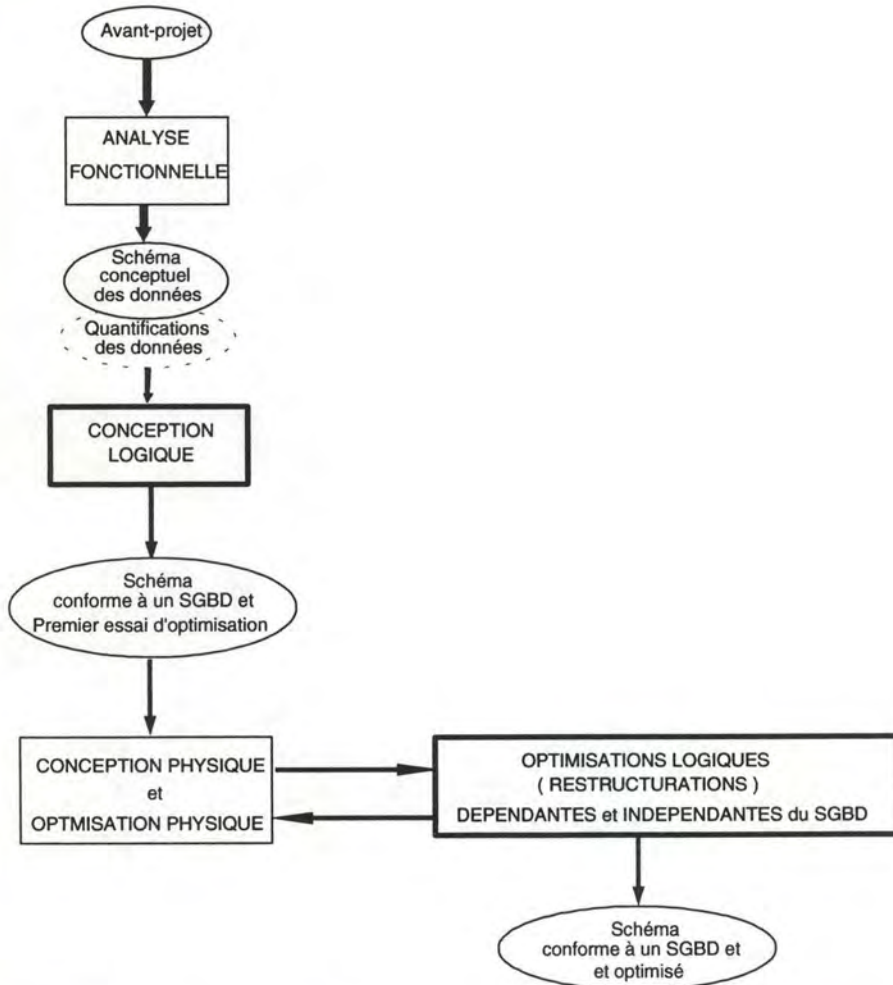 Avant-projet
ANALYSE
FONCTIONNELLE
Schéma
conceptuel
des données
Quantifications
des données
CONCEPTION
LOGIQUE
Schéma
conforme à un SGBD et
Premier essai d'optimisation
CONCEPTION PHYSIQUE
et
OPTMISATION PHYSIQUE
OPTIMISATIONS LOGIQUES
( RESTRUCTURATIONS )
DEPENDANTES et INDEPENDANTES du SGBD
Schéma
conforme à un SGBD et
et optimisé